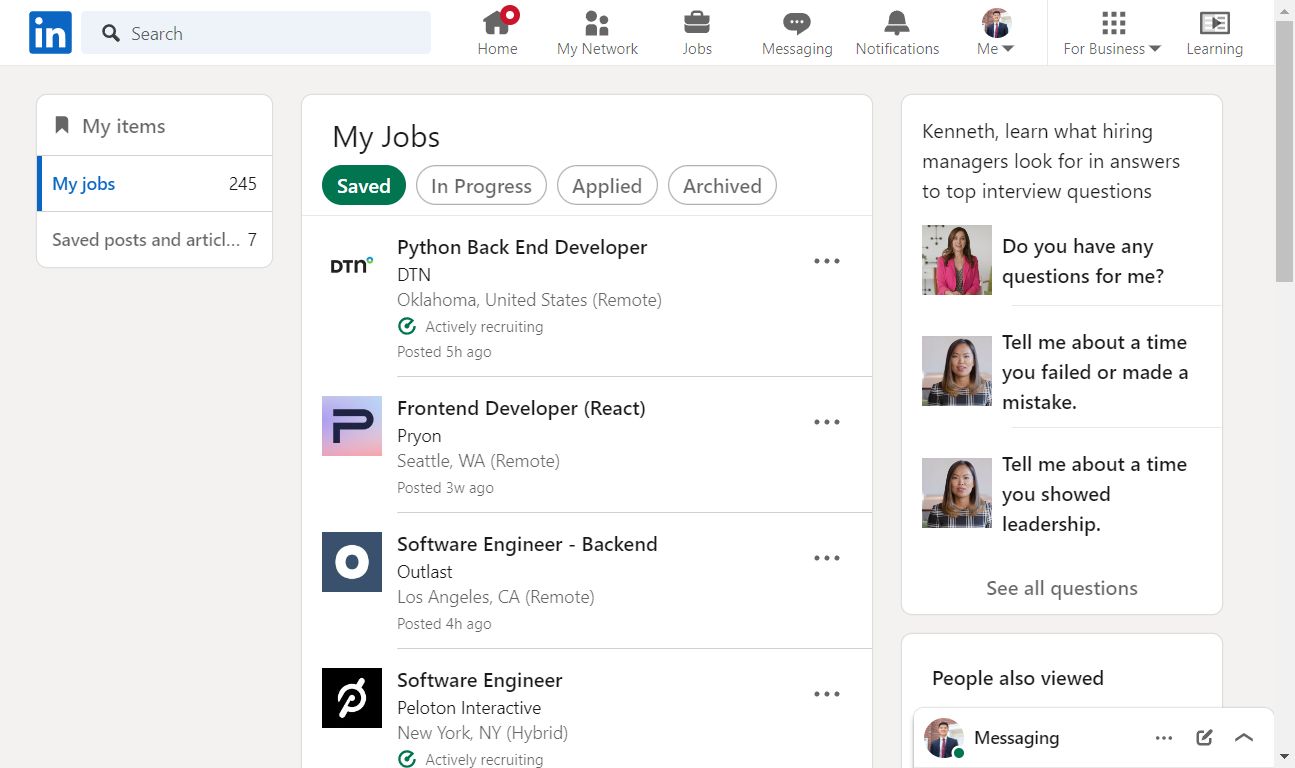 in
Search
Home
My Network
Jobs
Messaging
Notifications
Me
For Business
Learning
My items
My jobs 245
Saved posts and articl... 7
My Jobs
Saved
In Progress
Applied
Archived
DTN
Python Back End Developer
DTN
Oklahoma, United States (Remote)
Actively recruiting
Posted 5h ago
P
Frontend Developer (React)
Pryon
Seattle, WA (Remote)
Posted 3w ago
O
Software Engineer - Backend
Outlast
Los Angeles, CA (Remote)
Posted 4h ago
Software Engineer
Peloton Interactive
New York, NY (Hybrid)
Actively recruiting
Kenneth, learn what hiring
managers look for in answers
to top interview questions
Do you have any
questions for me?
Tell me about a time
you failed or made a
mistake.
Tell me about a time
you showed
leadership.
See all questions
People also viewed
Messaging